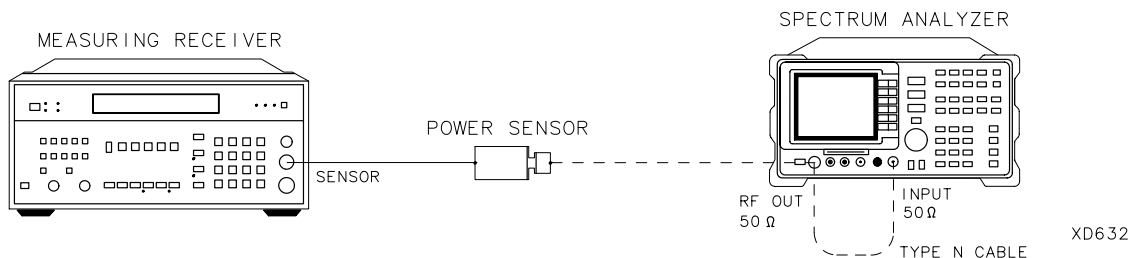 SPECTRUM ANALYZER
MEASURING RECEIVER
POWER SENSOR
SENSOR
RF OUT
50 Ω
INPUT
50 Ω
XD632
TYPE N CABLE